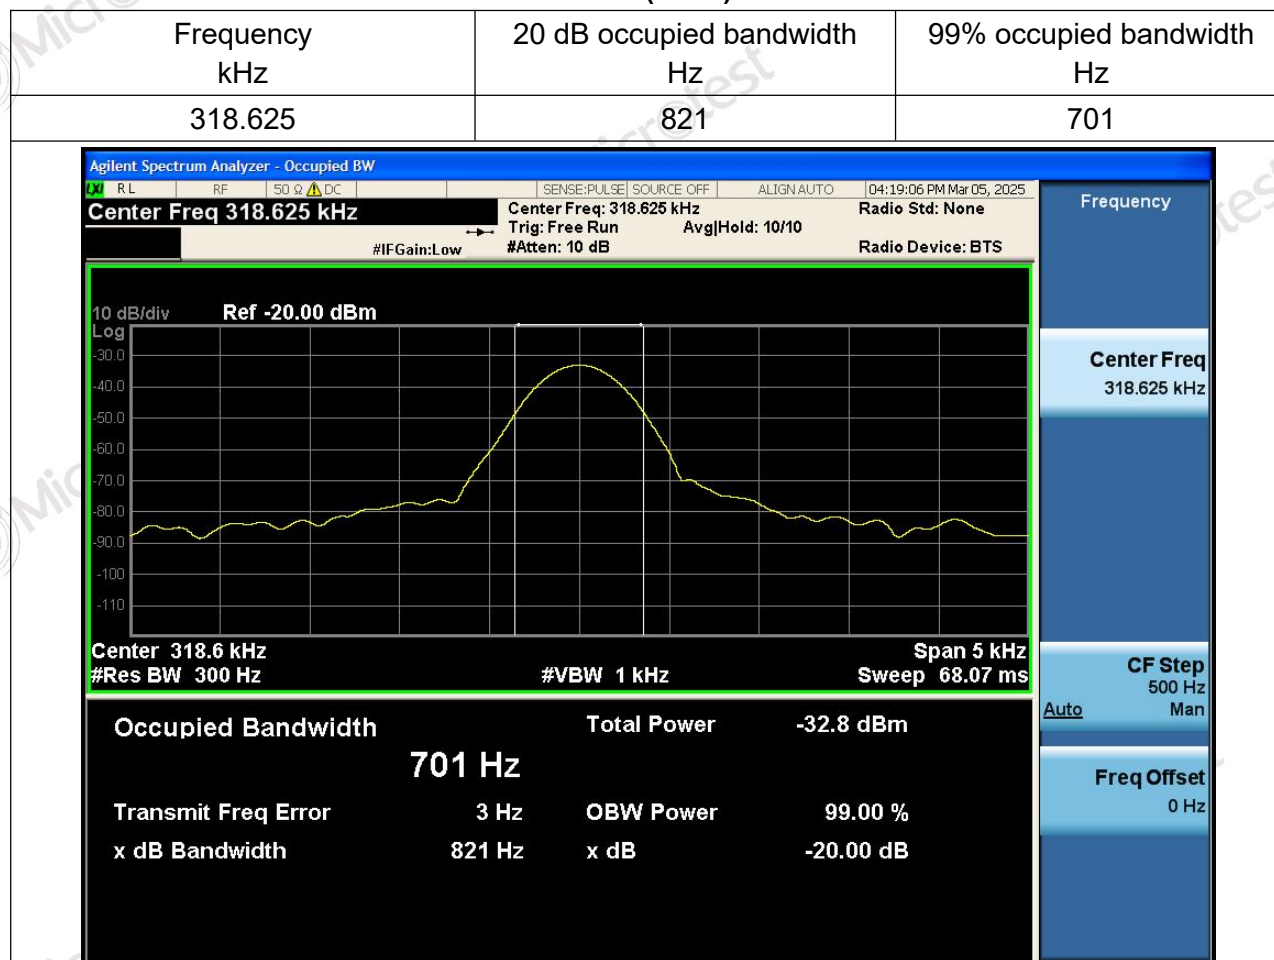 Frequency
kHz
20 dB occupied bandwidth
Hz
99% occupied bandwidth
Hz
318.625 821 701
Agilent Spectrum Analyzer - Occupied BW
LXI RL RF 50 Ω DC SENSE:PULSE SOURCE OFF ALIGN AUTO 04:19:06 PM Mar 05, 2025
Center Freq 318.625 kHz
Center Freq: 318.625 kHz
Radio Std: None
Trig: Free Run Avg|Hold: 10/10
#IFGain:Low
#Atten: 10 dB
Radio Device: BTS
Frequency
10 dB/div Ref -20.00 dBm
Log
-30.0
-40.0
-50.0
-60.0
-70.0
-80.0
-90.0
-100
-110
Center 318.6 kHz Span 5 kHz
#Res BW 300 Hz #VBW 1 kHz Sweep 68.07 ms
Occupied Bandwidth Total Power -32.8 dBm
701 Hz
Transmit Freq Error 3 Hz OBW Power 99.00 %
x dB Bandwidth 821 Hz x dB -20.00 dB
Center Freq
318.625 kHz
CF Step
500 Hz
Auto Man
Freq Offset
0 Hz
Microtest